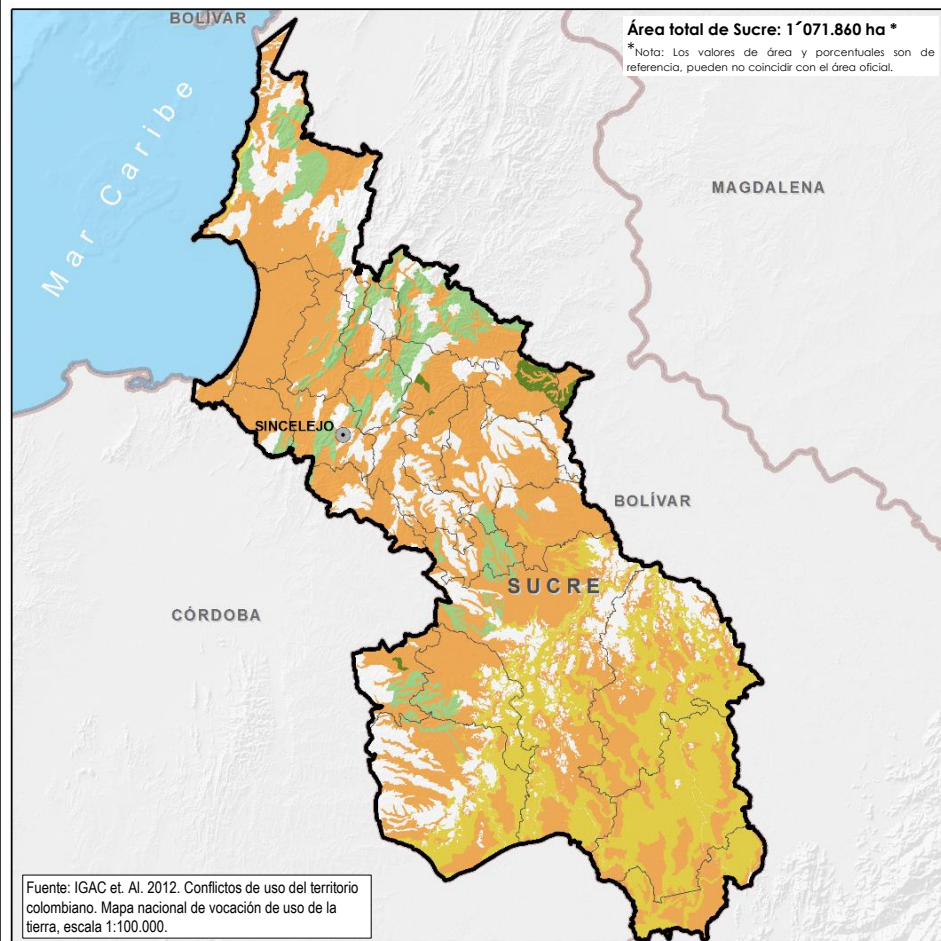 BOLÍVAR
Área total de Sucre: 1´071.860 ha *
*Nota: Los valores de área y porcentuales son de
referencia, pueden no coincidir con el área oficial.
Mar Caribe
MAGDALENA
SINCELEJO
BOLÍVAR
SUCRE
CÓRDOBA
Fuente: IGAC et. Al. 2012. Conflictos de uso del territorio
colombiano. Mapa nacional de vocación de uso de la
tierra, escala 1:100.000.